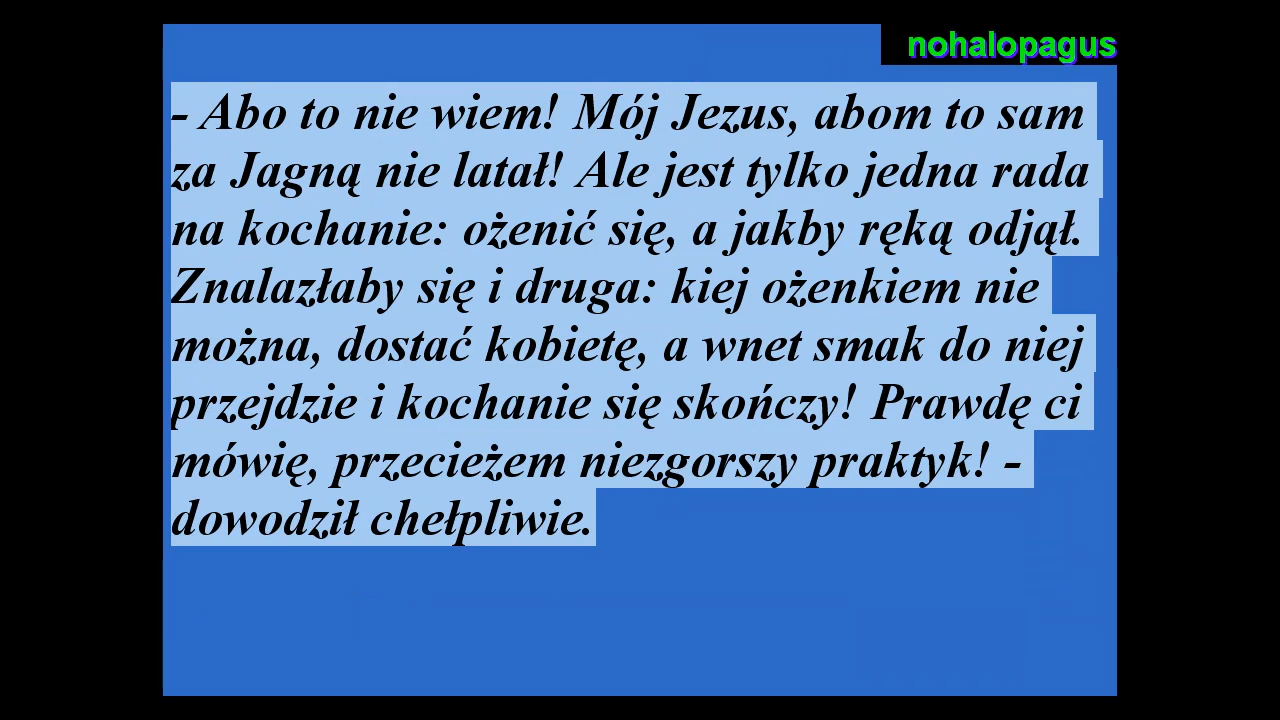 nohalopagus
- Abo to nie wiem! Mój Jezus, abom to sam
za Jagną nie latał! Ale jest tylko jedna rada
na kochanie: ożenić się, a jakby ręką odjął.
Znalazłaby się i druga: kiej ożenkiem nie
można, dostać kobietę, a wnet smak do niej
przejdzie i kochanie się skończy! Prawdę ci
mówię, przecieżem niezgorszy praktyk! -
dowodził chełpliwie.